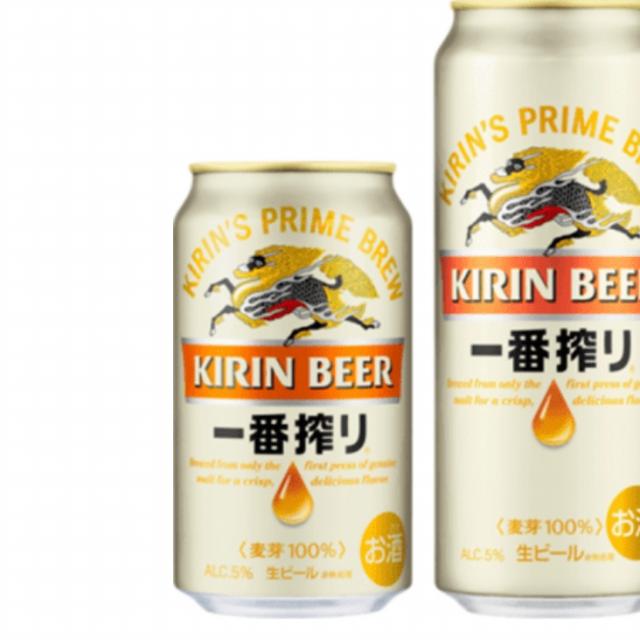 KIRIN'S PRIME BREW
KIRIN BEER
一番搾り
Brewed from only the first press of genuine
malt for a crisp, delicious flavor.
〈麦芽100%〉
お酒
ALC.5% 生ビール
KIRIN'S PRIME
KIRIN BEE
一番搾り
Brewed from only the first press of
malt for a crisp, delicious
〈麦芽100%〉
お
ALC.5% 生ビール